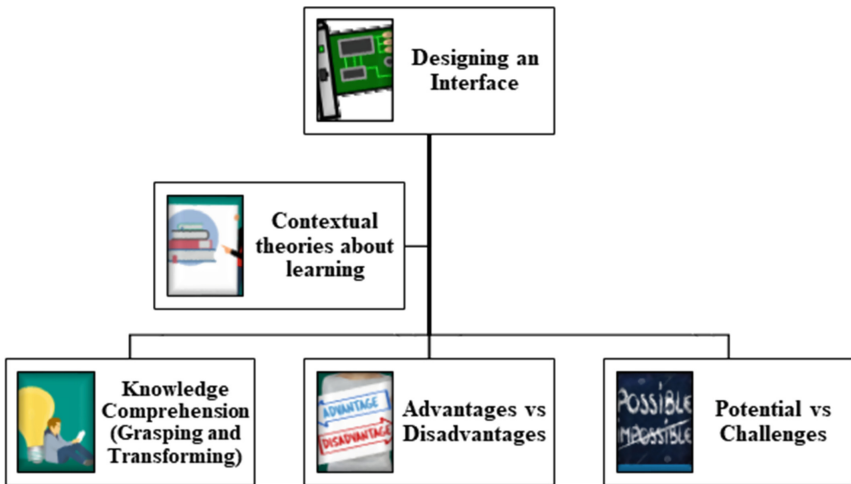 Designing an
Interface
Contextual
theories about
learning
Knowledge
Comprehension
(Grasping and
Transforming)
ADVANTAGE
DISADVANTAGE
Advantages vs
Disadvantages
POSSIBLE
IMPOSSIBLE
Potential vs
Challenges